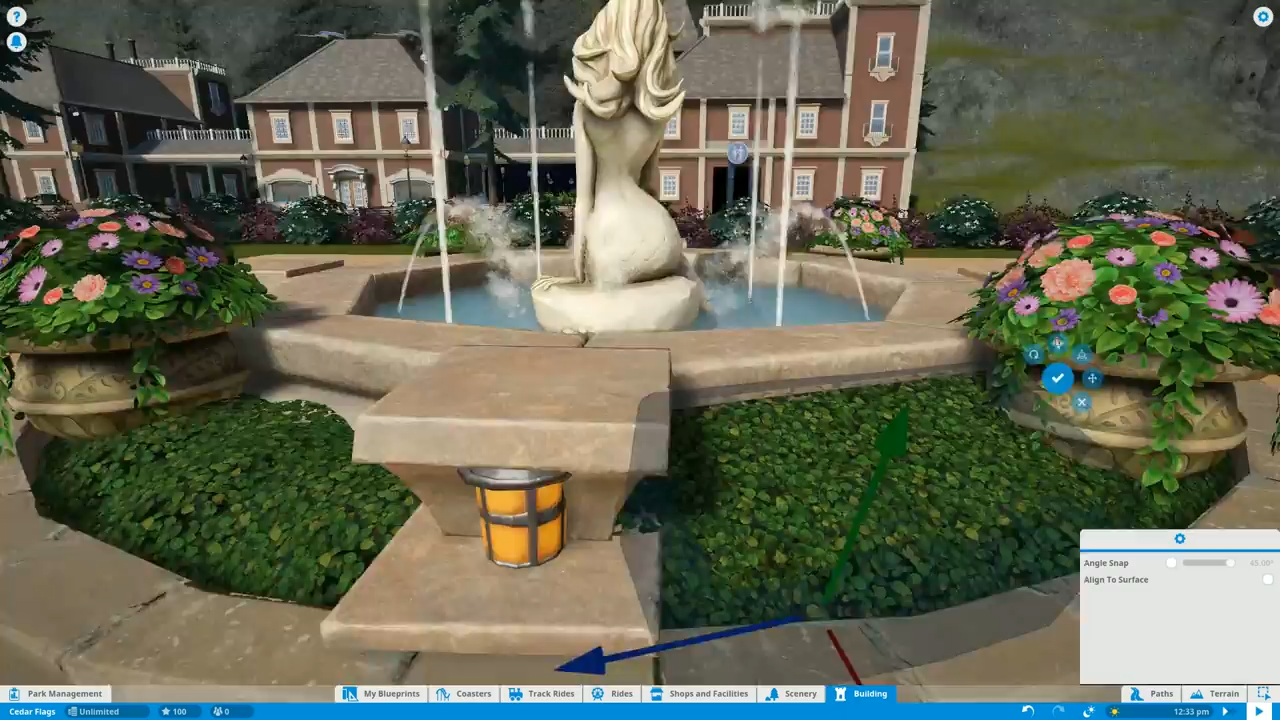 ?
Angle Snap 45.00°
Align To Surface
Park Management My Blueprints Coasters Track Rides Rides Shops and Facilities Scenery Building Paths Terrain
Cedar Flags Unlimited 100 0 12:33 pm